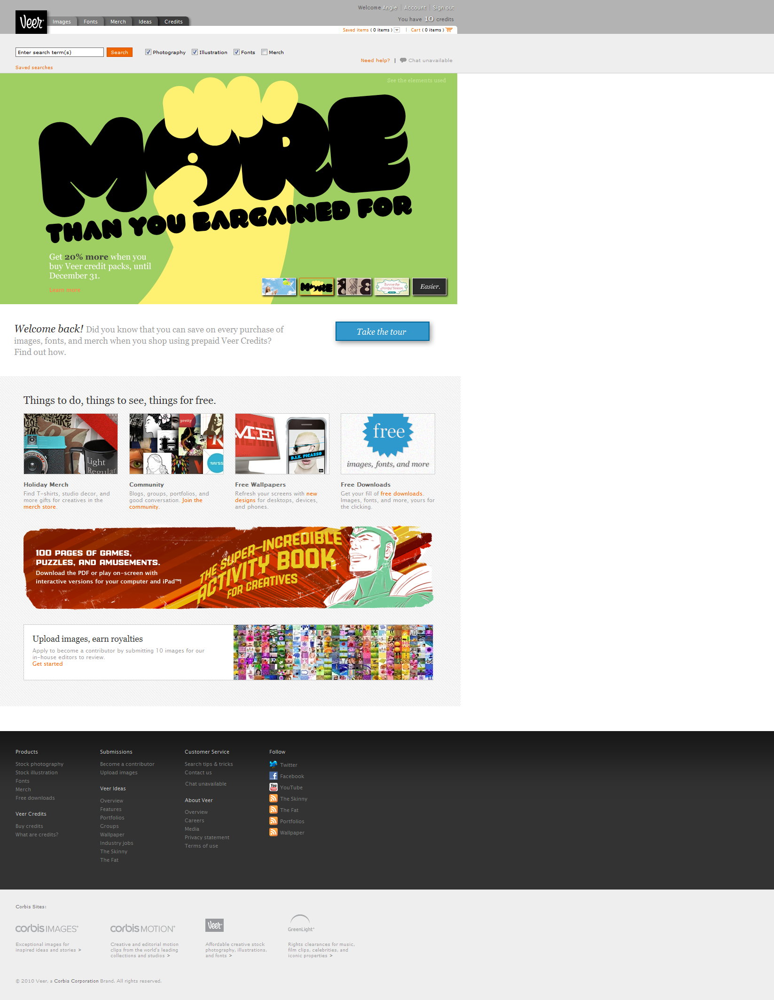 Welcome Angie | Account | Sign out
Veer
Images Fonts Merch Ideas Credits
You have 10 credits
Saved items ( 0 items ) | Cart ( 0 items )
Enter search term(s) Search Photography Illustration Fonts Merch
Need help? | Chat unavailable
Saved searches
See the elements used
MORE
THAN YOU BARGAINED FOR
Get 20% more when you
buy Veer credit packs, until
December 31.
Learn more
MORE
Survive the
Holiday Season
Easier.
Welcome back! Did you know that you can save on every purchase of
images, fonts, and merch when you shop using prepaid Veer Credits?
Find out how.
Take the tour
Things to do, things to see, things for free.
Light
Regular
pretty
H
R
HEART
ME
D.I.Y. PICASSO
free
images, fonts, and more
Holiday Merch
Find T-shirts, studio decor, and
more gifts for creatives in the
merch store.
Community
Blogs, groups, portfolios, and
good conversation. Join the
community.
Free Wallpapers
Refresh your screens with new
designs for desktops, devices,
and phones.
Free Downloads
Get your fill of free downloads.
Images, fonts, and more, yours for
the clicking.
100 PAGES OF GAMES,
PUZZLES, AND AMUSEMENTS.
Download the PDF or play on-screen with
interactive versions for your computer and iPad™!
THE SUPER-INCREDIBLE
ACTIVITY BOOK
FOR CREATIVES
Upload images, earn royalties
Apply to become a contributor by submitting 10 images for our
in-house editors to review.
Get started
Products
Stock photography
Stock illustration
Fonts
Merch
Free downloads
Veer Credits
Buy credits
What are credits?
Submissions
Become a contributor
Upload images
Veer Ideas
Overview
Features
Portfolios
Groups
Wallpaper
Industry jobs
The Skinny
The Fat
Customer Service
Search tips & tricks
Contact us
Chat unavailable
About Veer
Overview
Careers
Media
Privacy statement
Terms of use
Follow
Twitter
Facebook
YouTube
The Skinny
The Fat
Portfolios
Wallpaper
Corbis Sites:
corbis IMAGES®
Exceptional images for
inspired ideas and stories >
corbis MOTION®
Creative and editorial motion
clips from the world's leading
collections and studios >
Veer
Affordable creative stock
photography, illustrations,
and fonts >
GreenLight®
Rights clearances for music,
film clips, celebrities, and
iconic properties >
© 2010 Veer, a Corbis Corporation Brand. All rights reserved.